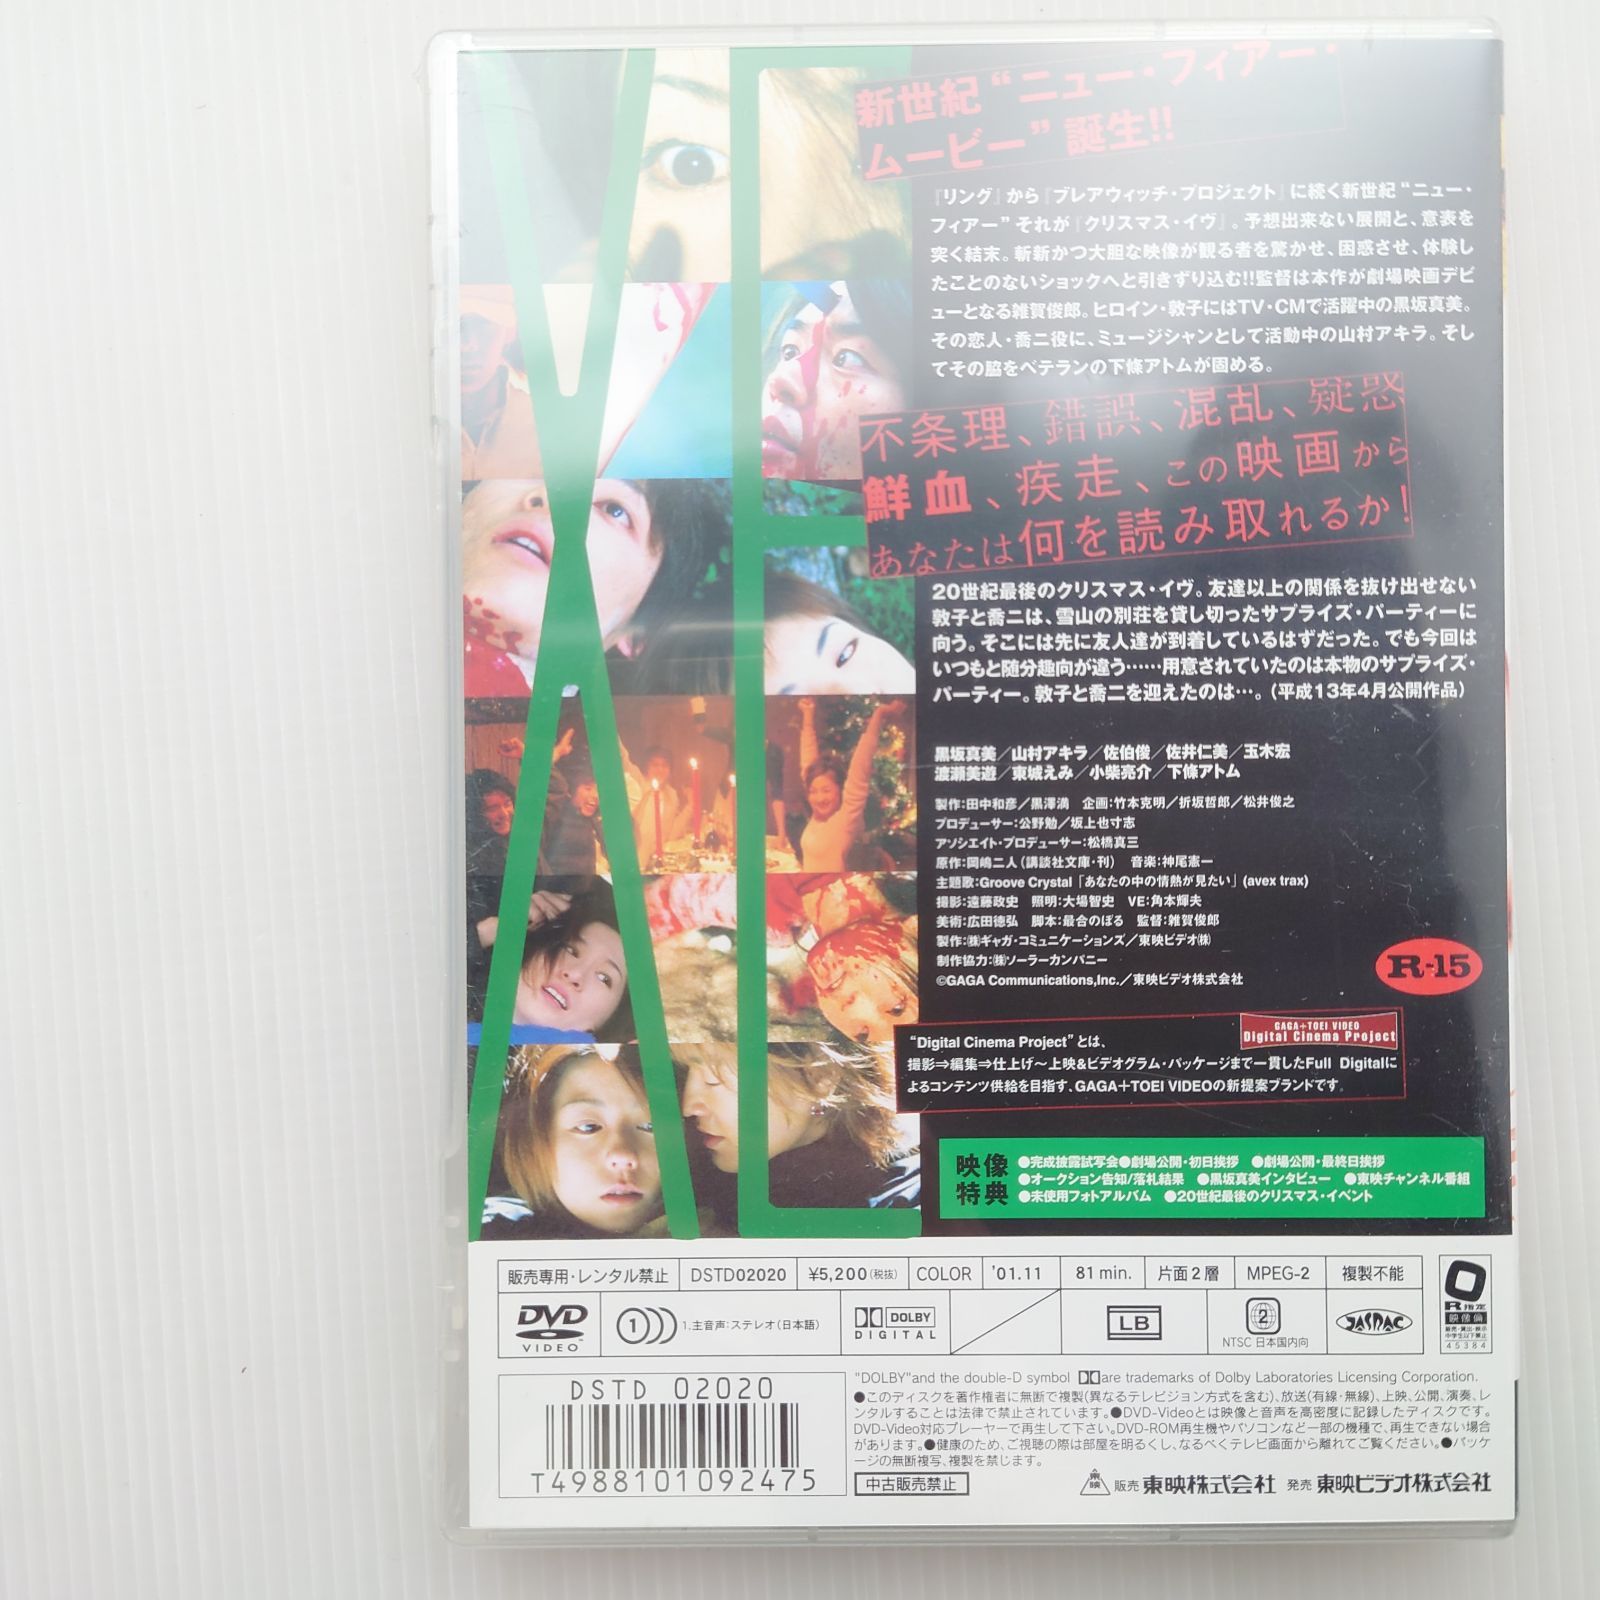 新世紀“ニュー・フィアー・
ムービー”誕生!!
『リング』から『ブレアウィッチ・プロジェクト』に続く新世紀“ニュー・
フィアー”それが『クリスマス・イヴ』。予想出来ない展開と、意表を
突く結末。斬新かつ大胆な映像が観る者を驚かせ、困惑させ、体験し
たことのないショックへと引きずり込む!!監督は本作が劇場映画デビ
ューとなる雑賀俊郎。ヒロイン・敦子にはTV・CMで活躍中の黒坂真美。
その恋人・喬二役に、ミュージシャンとして活動中の山村アキラ。そし
てその脇をベテランの下條アトムが固める。
不条理、錯誤、混乱、疑惑
鮮血、疾走、この映画から
あなたは何を読み取れるか!
20世紀最後のクリスマス・イヴ。友達以上の関係を抜け出せない
敦子と喬二は、雪山の別荘を貸し切ったサプライズ・パーティーに
向う。そこには先に友人達が到着しているはずだった。でも今回は
いつもと随分趣向が違う……用意されていたのは本物のサプライズ・
パーティー。敦子と喬二を迎えたのは…。(平成13年4月公開作品)
黒坂真美/山村アキラ/佐伯俊/佐井仁美/玉木宏
渡瀬美遊/東城えみ/小柴亮介/下條アトム
製作:田中和彦/黒澤満 企画:竹本克明/折坂哲郎/松井俊之
プロデューサー:公野勉/坂上也寸志
アソシエイト・プロデューサー:松橋真三
原作:岡嶋二人(講談社文庫・刊) 音楽:神尾憲一
主題歌:Groove Crystal「あなたの中の情熱が見たい」(avex trax)
撮影:遠藤政史 照明:大場智史 VE:角本輝夫
美術:広田徳弘 脚本:最合のぼる 監督:雑賀俊郎
製作:㈱ギャガ・コミュニケーションズ/東映ビデオ㈱
制作協力:㈱ソーラーカンパニー
©GAGA Communications,Inc./東映ビデオ株式会社
R-15
GAGA+TOEI VIDEO
Digital Cinema Project
“Digital Cinema Project”とは、
撮影⇒編集⇒仕上げ～上映&ビデオグラム・パッケージまで一貫したFull Digitalに
よるコンテンツ供給を目指す、GAGA+TOEI VIDEOの新提案ブランドです。
映像特典
●完成披露試写会●劇場公開・初日挨拶 ●劇場公開・最終日挨拶
●オークション告知/落札結果 ●黒坂真美インタビュー ●東映チャンネル番組
●未使用フォトアルバム ●20世紀最後のクリスマス・イベント
販売専用・レンタル禁止 DSTD02020 ¥5,200(税抜) COLOR '01.11 81 min. 片面2層 MPEG-2 複製不能
DVD VIDEO 1 1.主音声:ステレオ(日本語) DOLBY DIGITAL LB 2 NTSC 日本国内向 JASRAC
R指定
映像倫
販売・貸出・展示
中学生以下禁止
45384
DSTD 02020
T4988101092475
"DOLBY"and the double-D symbol are trademarks of Dolby Laboratories Licensing Corporation.
●このディスクを著作権者に無断で複製(異なるテレビジョン方式を含む)、放送(有線・無線)、上映、公開、演奏、レ
ンタルすることは法律で禁止されています。●DVD-Videoとは映像と音声を高密度に記録したディスクです。
DVD-Video対応プレーヤーで再生して下さい。DVD-ROM再生機やパソコンなど一部の機種で、再生できない場合
があります。●健康のため、ご視聴の際は部屋を明るくし、なるべくテレビ画面から離れてご覧ください。●パッケ
ージの無断複写、複製を禁じます。
中古販売禁止
東映 販売 東映株式会社 発売 東映ビデオ株式会社